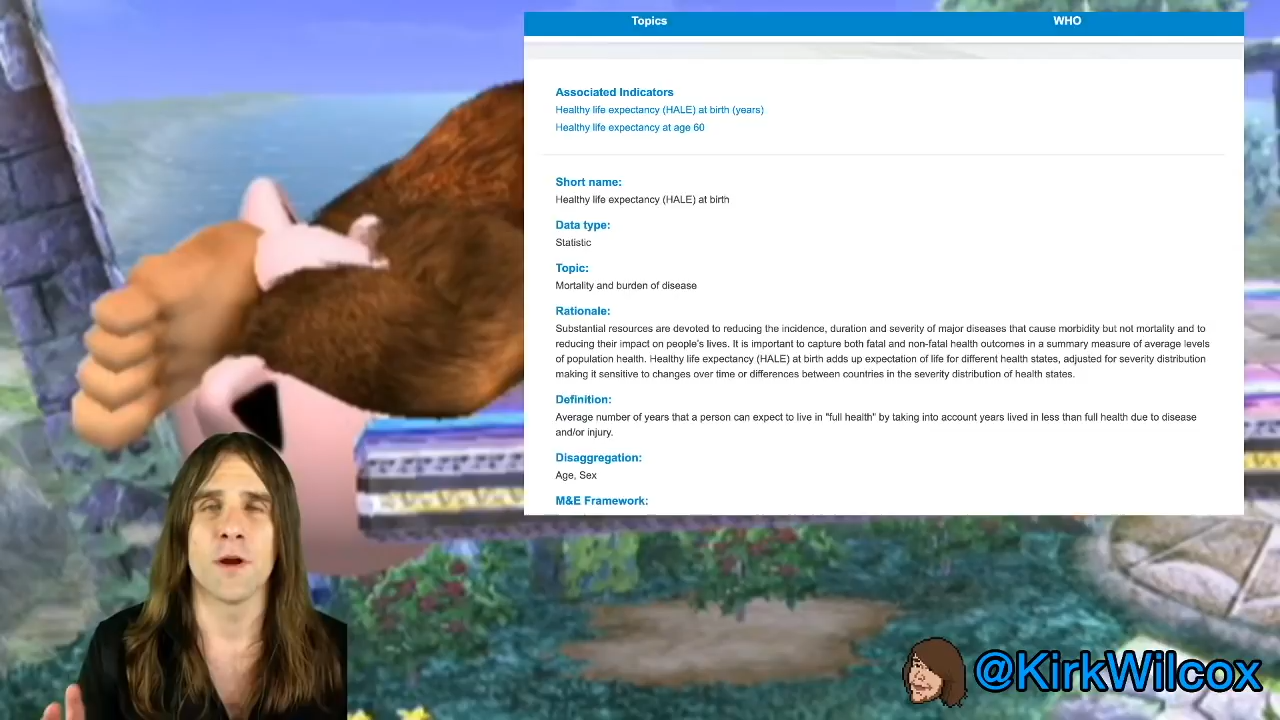 Topics WHO
Associated Indicators
Healthy life expectancy (HALE) at birth (years)
Healthy life expectancy at age 60
Short name:
Healthy life expectancy (HALE) at birth
Data type:
Statistic
Topic:
Mortality and burden of disease
Rationale:
Substantial resources are devoted to reducing the incidence, duration and severity of major diseases that cause morbidity but not mortality and to
reducing their impact on people's lives. It is important to capture both fatal and non-fatal health outcomes in a summary measure of average levels
of population health. Healthy life expectancy (HALE) at birth adds up expectation of life for different health states, adjusted for severity distribution
making it sensitive to changes over time or differences between countries in the severity distribution of health states.
Definition:
Average number of years that a person can expect to live in "full health" by taking into account years lived in less than full health due to disease
and/or injury.
Disaggregation:
Age, Sex
M&E Framework:
@KirkWilcox